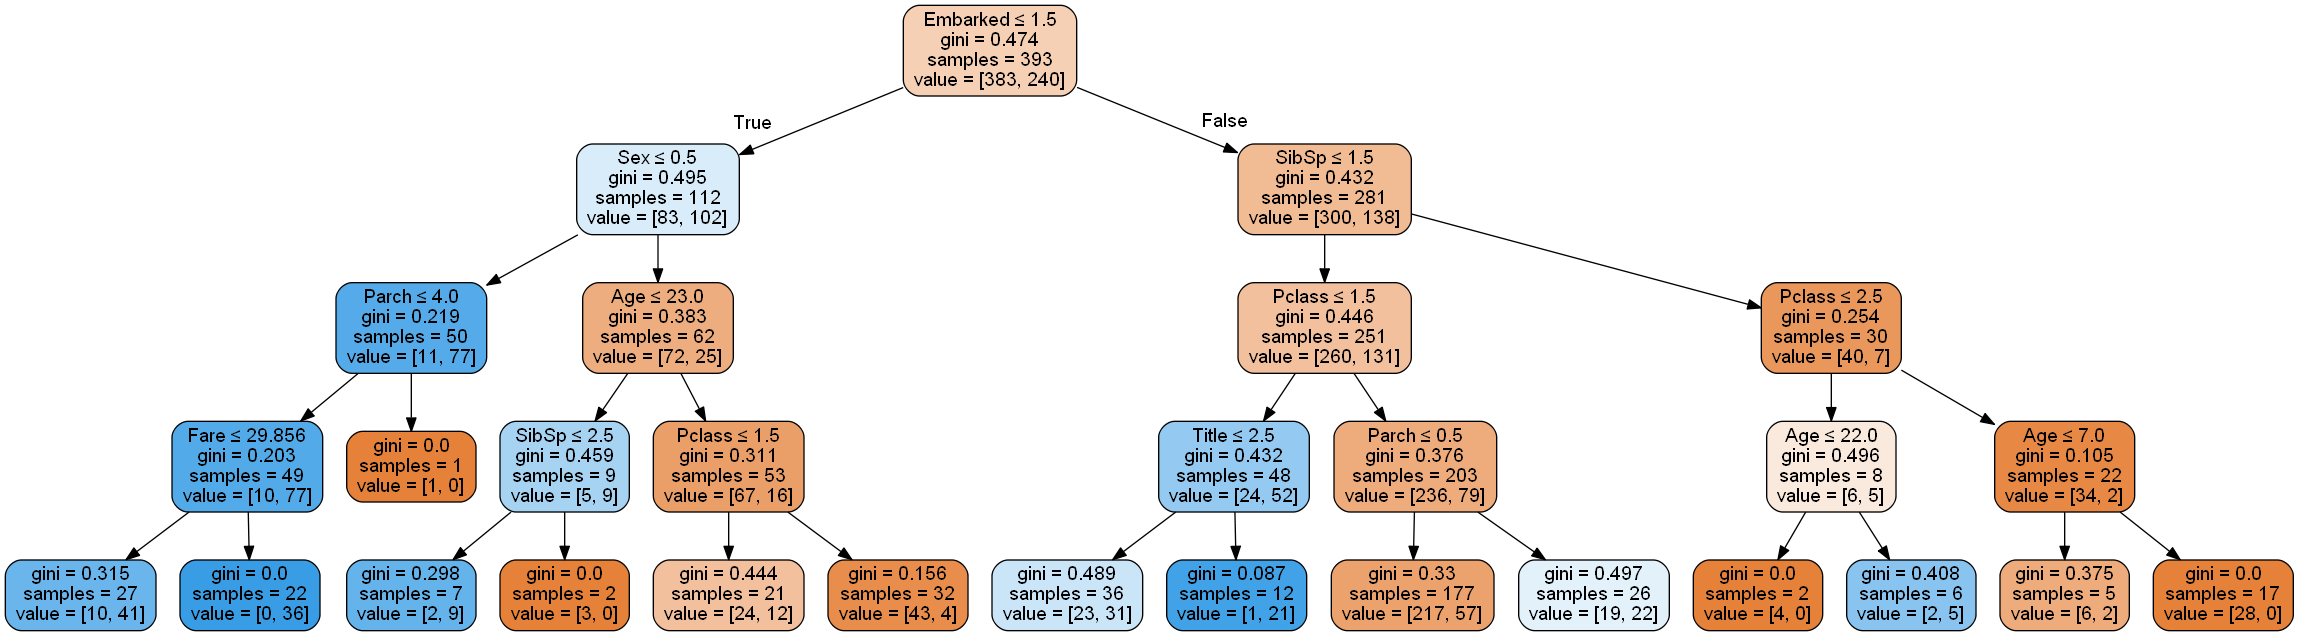 Embarked ≤ 1.5
gini = 0.474
samples = 393
value = [383, 240]
True
False
Sex ≤ 0.5
gini = 0.495
samples = 112
value = [83, 102]
SibSp ≤ 1.5
gini = 0.432
samples = 281
value = [300, 138]
Parch ≤ 4.0
gini = 0.219
samples = 50
value = [11, 77]
Age ≤ 23.0
gini = 0.383
samples = 62
value = [72, 25]
Pclass ≤ 1.5
gini = 0.446
samples = 251
value = [260, 131]
Pclass ≤ 2.5
gini = 0.254
samples = 30
value = [40, 7]
Fare ≤ 29.856
gini = 0.203
samples = 49
value = [10, 77]
gini = 0.0
samples = 1
value = [1, 0]
SibSp ≤ 2.5
gini = 0.459
samples = 9
value = [5, 9]
Pclass ≤ 1.5
gini = 0.311
samples = 53
value = [67, 16]
Title ≤ 2.5
gini = 0.432
samples = 48
value = [24, 52]
Parch ≤ 0.5
gini = 0.376
samples = 203
value = [236, 79]
Age ≤ 22.0
gini = 0.496
samples = 8
value = [6, 5]
Age ≤ 7.0
gini = 0.105
samples = 22
value = [34, 2]
gini = 0.315
samples = 27
value = [10, 41]
gini = 0.0
samples = 22
value = [0, 36]
gini = 0.298
samples = 7
value = [2, 9]
gini = 0.0
samples = 2
value = [3, 0]
gini = 0.444
samples = 21
value = [24, 12]
gini = 0.156
samples = 32
value = [43, 4]
gini = 0.489
samples = 36
value = [23, 31]
gini = 0.087
samples = 12
value = [1, 21]
gini = 0.33
samples = 177
value = [217, 57]
gini = 0.497
samples = 26
value = [19, 22]
gini = 0.0
samples = 2
value = [4, 0]
gini = 0.408
samples = 6
value = [2, 5]
gini = 0.375
samples = 5
value = [6, 2]
gini = 0.0
samples = 17
value = [28, 0]